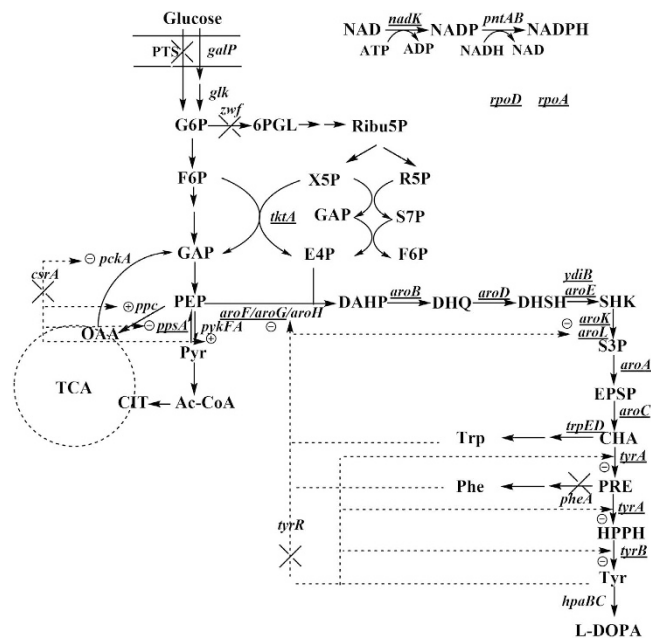 Glucose
NAD nadK NADP pntAB NADPH
ATP ADP NADH NAD
PTS galP
glk
rpoD rpoA
zwf
G6P 6PGL Ribu5P
F6P X5P R5P
GAP S7P
tktA
⊖ pckA GAP E4P F6P
csrA
⊕ ppc PEP DAHP aroB DHQ aroD DHSH ydiB aroE SHK
aroF/aroG/aroH
⊖
OAA ⊖ ppsA pykFA
⊕
⊖ aroK
aroL
Pyr S3P
aroA
TCA EPSP
CIT Ac-CoA aroC
Trp trpED CHA
⊖ tyrA
Phe PRE
pheA
tyrA
⊖
HPPH
tyrR tyrB
⊖
Tyr
hpaBC
L-DOPA